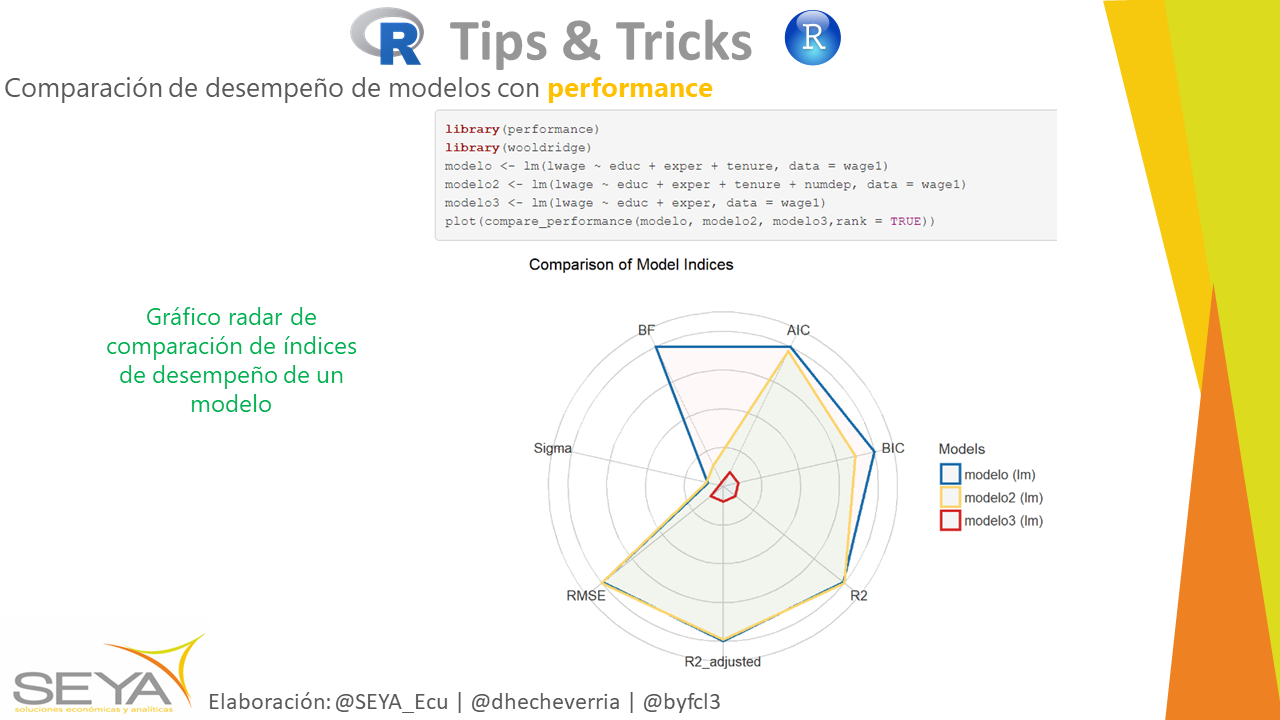 R Tips & Tricks R
Comparación de desempeño de modelos con performance
library(performance)
library(wooldridge)
modelo <- lm(lwage ~ educ + exper + tenure, data = wage1)
modelo2 <- lm(lwage ~ educ + exper + tenure + numdep, data = wage1)
modelo3 <- lm(lwage ~ educ + exper, data = wage1)
plot(compare_performance(modelo, modelo2, modelo3,rank = TRUE))
Comparison of Model Indices
Gráfico radar de
comparación de índices
de desempeño de un
modelo
BF
AIC
Sigma
BIC
RMSE
R2
R2_adjusted
Models
modelo (lm)
modelo2 (lm)
modelo3 (lm)
SEYA
soluciones económicas y analíticas
Elaboración: @SEYA_Ecu | @dhecheverria | @byfcl3